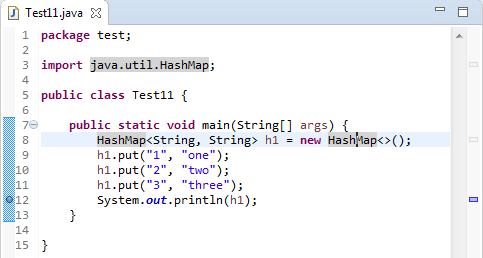 Test11.java
1 package test;
2
3 import java.util.HashMap;
4
5 public class Test11 {
6
7 public static void main(String[] args) {
8 HashMap<String, String> h1 = new HashMap<>();
9 h1.put("1", "one");
10 h1.put("2", "two");
11 h1.put("3", "three");
12 System.out.println(h1);
13 }
14
15 }